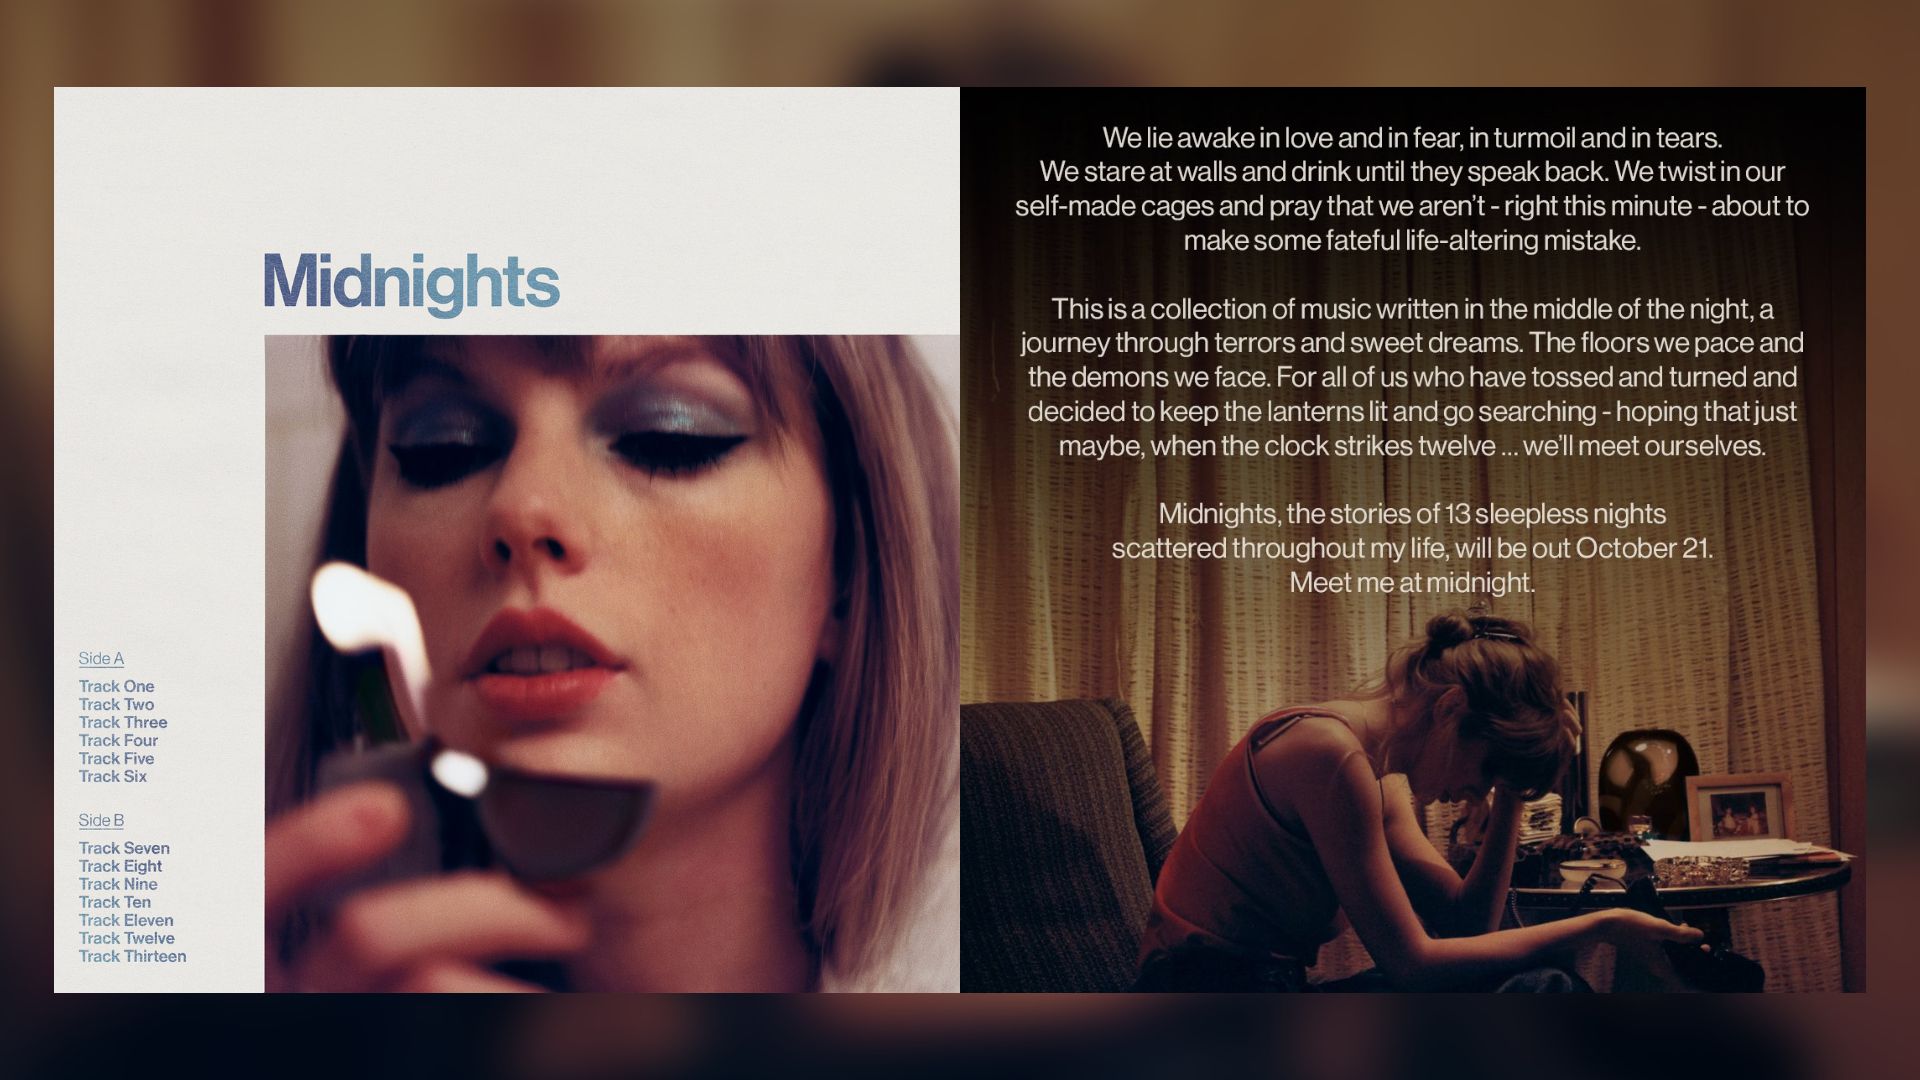 Midnights
Side A
Track One
Track Two
Track Three
Track Four
Track Five
Track Six
Side B
Track Seven
Track Eight
Track Nine
Track Ten
Track Eleven
Track Twelve
Track Thirteen
We lie awake in love and in fear, in turmoil and in tears.
We stare at walls and drink until they speak back. We twist in our
self-made cages and pray that we aren’t - right this minute - about to
make some fateful life-altering mistake.
This is a collection of music written in the middle of the night, a
journey through terrors and sweet dreams. The floors we pace and
the demons we face. For all of us who have tossed and turned and
decided to keep the lanterns lit and go searching - hoping that just
maybe, when the clock strikes twelve ... we’ll meet ourselves.
Midnights, the stories of 13 sleepless nights
scattered throughout my life, will be out October 21.
Meet me at midnight.